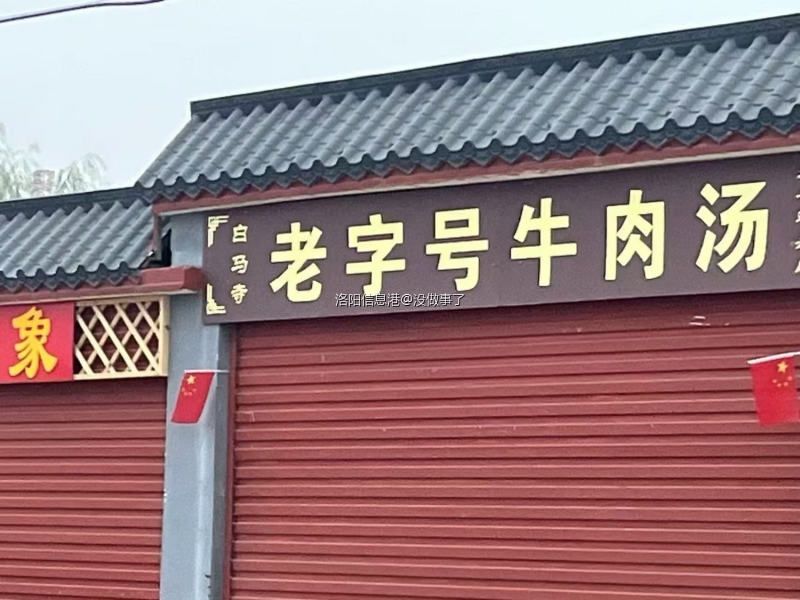 白马寺
老字号牛肉汤
象
洛阳信息港@没做事了